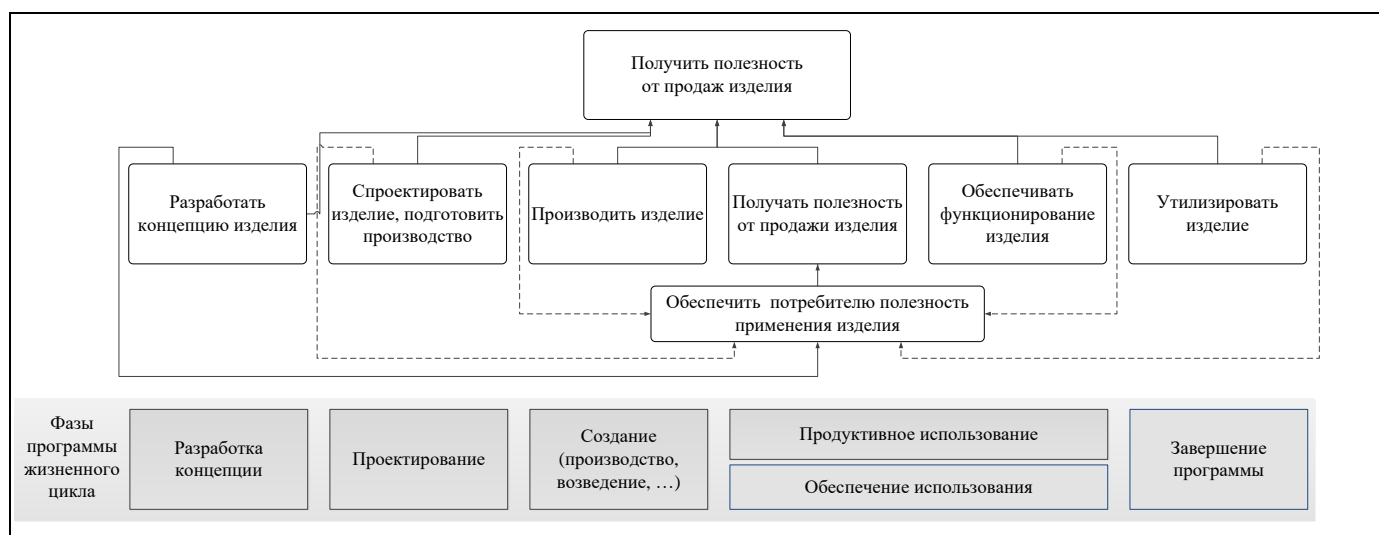 Получить полезность
от продаж изделия
Разработать
концепцию изделия
Спроектировать
изделие, подготовить
производство
Производить изделие
Получать полезность
от продажи изделия
Обеспечивать
функционирование
изделия
Утилизировать
изделие
Обеспечить потребителю полезность
применения изделия
Фазы
программы
жизненного
цикла
Разработка
концепции
Проектирование
Создание
(производство,
возведение, ...)
Продуктивное использование
Обеспечение использования
Завершение
программы